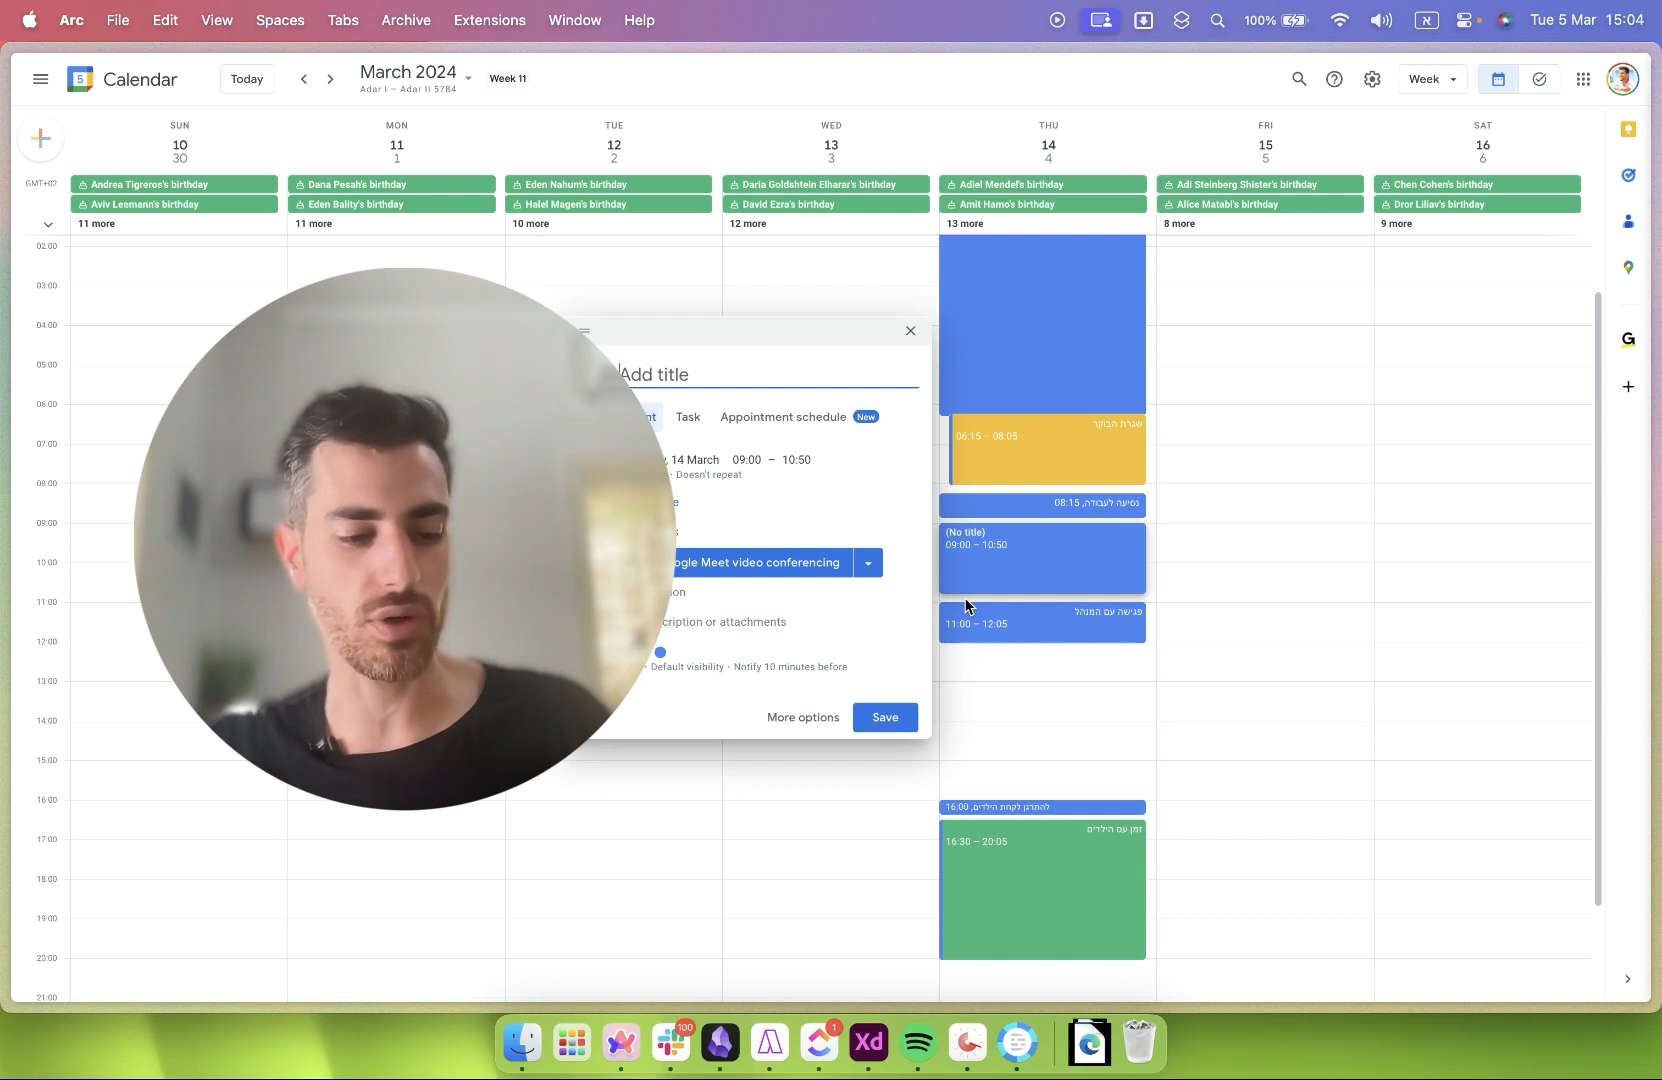 Arc File Edit View Spaces Tabs Archive Extensions Window Help 100% א Tue 5 Mar 15:04
5 Calendar Today March 2024 Week 11 Week
Adar I – Adar II 5784
SUN MON TUE WED THU FRI SAT
10 11 12 13 14 15 16
30 1 2 3 4 5 6
GMT+02 Andrea Tigreros's birthday Dana Pesah's birthday Eden Nahum's birthday Daria Goldshtein Elharar's birthday Adiel Mendel's birthday Adi Steinberg Shister's birthday Chen Cohen's birthday
Aviv Leemann's birthday Eden Bality's birthday Halel Magen's birthday David Ezra's birthday Amit Hamo's birthday Alice Matabi's birthday Dror Liliav's birthday
11 more 11 more 10 more 12 more 13 more 8 more 9 more
02:00
03:00
04:00
05:00
06:00
07:00
08:00
09:00
10:00
11:00
12:00
13:00
14:00
15:00
16:00
17:00
18:00
19:00
20:00
21:00
Add title
nt Task Appointment schedule New
, 14 March 09:00 – 10:50
· Doesn't repeat
e
s
ogle Meet video conferencing
ion
cription or attachments
· Default visibility · Notify 10 minutes before
More options Save
שגרת הבוקר
06:15 – 08:05
נסיעה לעבודה, 08:15
(No title)
09:00 – 10:50
פגישה עם המנהל
11:00 – 12:05
להתרגן לקחת הילדים, 16:00
זמן עם הילדים
16:30 – 20:05
G
100
1
Xd